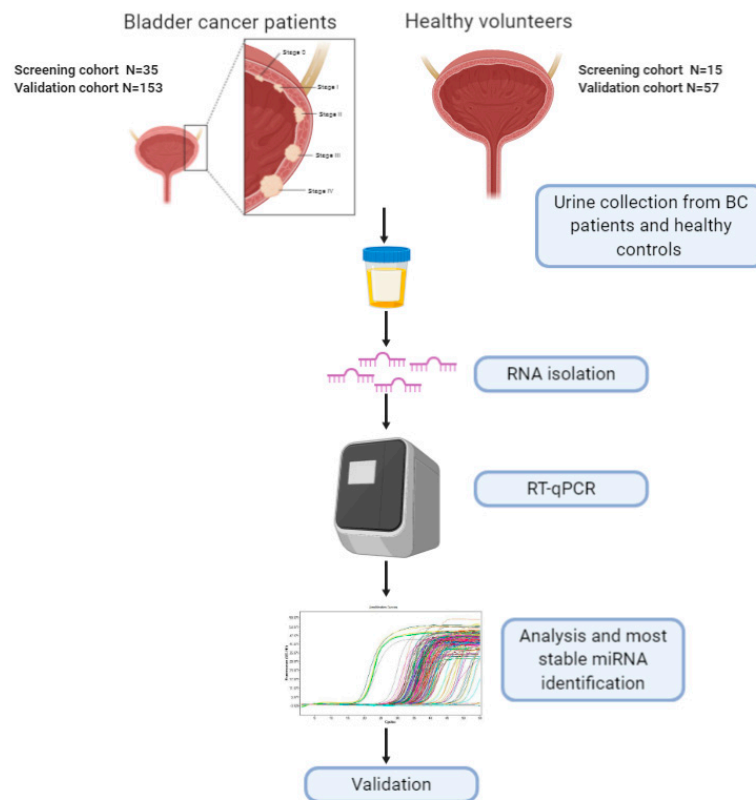 Bladder cancer patients
Healthy volunteers
Screening cohort N=35
Validation cohort N=153
Screening cohort N=15
Validation cohort N=57
Stage 0
Stage I
Stage II
Stage III
Stage IV
Urine collection from BC
patients and healthy
controls
RNA isolation
RT-qPCR
Analysis and most
stable miRNA
identification
Cycles
Validation